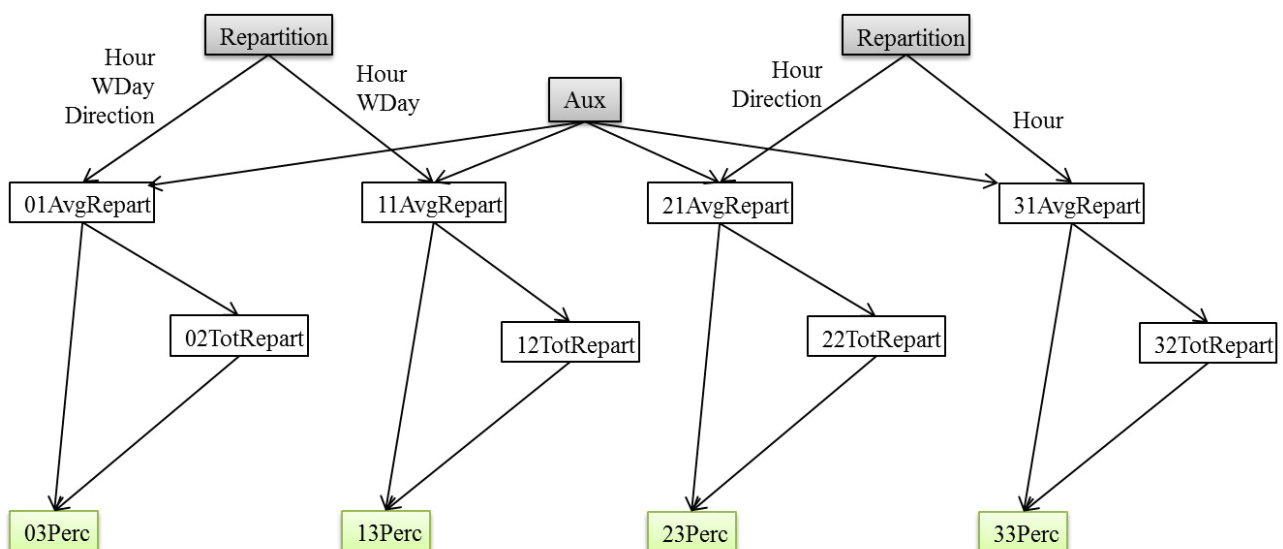 Repartition
Repartition
Hour
WDay
Direction
Hour
WDay
Aux
Hour
Direction
Hour
01AvgRepart
11AvgRepart
21AvgRepart
31AvgRepart
02TotRepart
12TotRepart
22TotRepart
32TotRepart
03Perc
13Perc
23Perc
33Perc